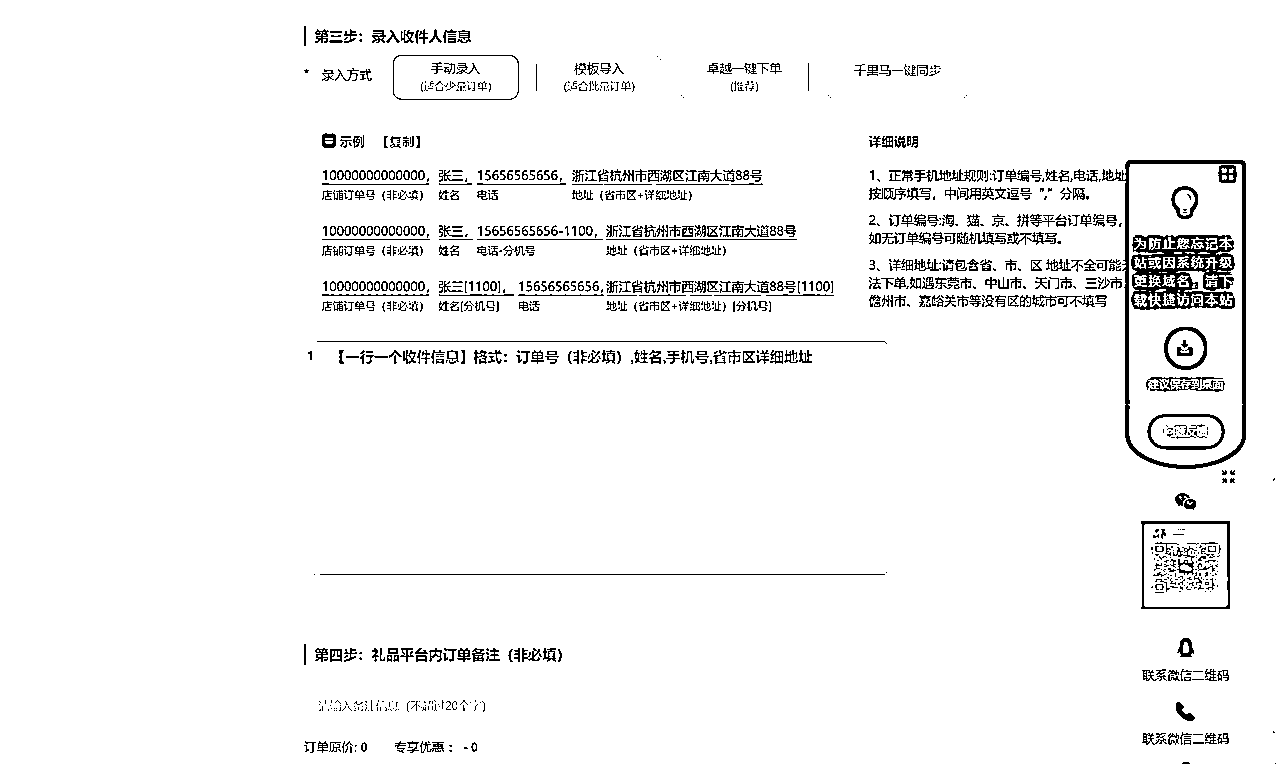 第三步：录入收件人信息
* 录入方式
手动录入
(适合少量订单)
模板导入
(适合批量订单)
卓越一键下单
(推荐)
千里马一键同步
示例 【复制】
10000000000000, 张三, 15656565656, 浙江省杭州市西湖区江南大道88号
店铺订单号 (非必填) 姓名 电话 地址 (省市区+详细地址)
10000000000000, 张三, 15656565656-1100, 浙江省杭州市西湖区江南大道88号
店铺订单号 (非必填) 姓名 电话-分机号 地址 (省市区+详细地址)
10000000000000, 张三[1100], 15656565656,浙江省杭州市西湖区江南大道88号[1100]
店铺订单号 (非必填) 姓名[分机号] 电话 地址 (省市区+详细地址) [分机号]
详细说明
1、正常手机地址规则:订单编号,姓名,电话,地址
按顺序填写，中间用英文逗号 "," 分隔。
2、订单编号:淘、猫、京、拼等平台订单编号，
如无订单编号可随机填写或不填写。
3、详细地址:请包含省、市、区 地址不全可能无
法下单,如遇东莞市、中山市、天门市、三沙市、
儋州市、嘉峪关市等没有区的城市可不填写
1 【一行一个收件信息】格式：订单号（非必填）,姓名,手机号,省市区详细地址
为防止您忘记本
站或因系统升级
更换域名，请下
载快捷访问本站
建议保存到桌面
问题反馈
联系微信二维码
联系微信二维码
第四步：礼品平台内订单备注（非必填）
请输入备注信息 (不超过20个字)
订单原价: 0 专享优惠： - 0